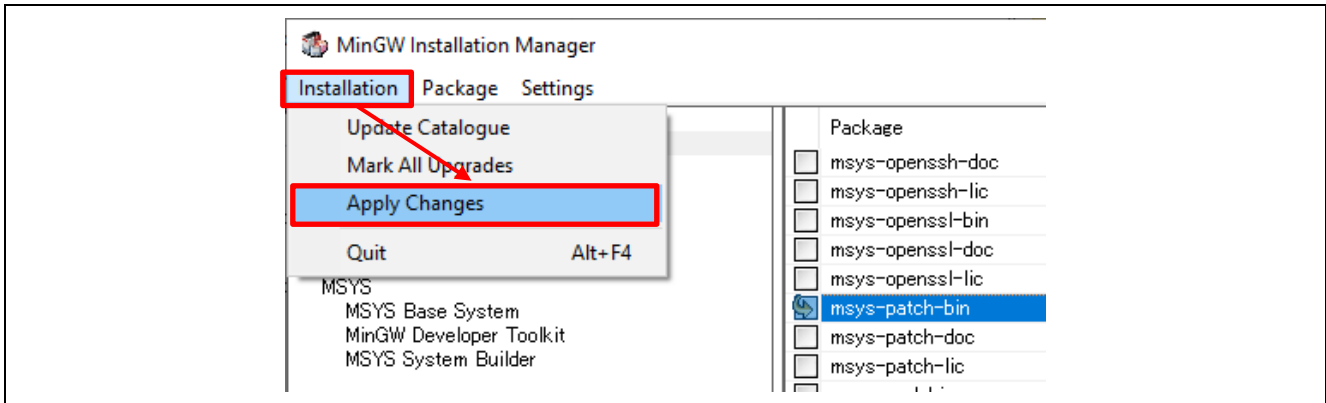 MinGW Installation Manager
Installation Package Settings
Update Catalogue
Mark All Upgrades
Apply Changes
Quit Alt+F4
MSYS
MSYS Base System
MinGW Developer Toolkit
MSYS System Builder
Package
msys-openssh-doc
msys-openssh-lic
msys-openssl-bin
msys-openssl-doc
msys-openssl-lic
msys-patch-bin
msys-patch-doc
msys-patch-lic